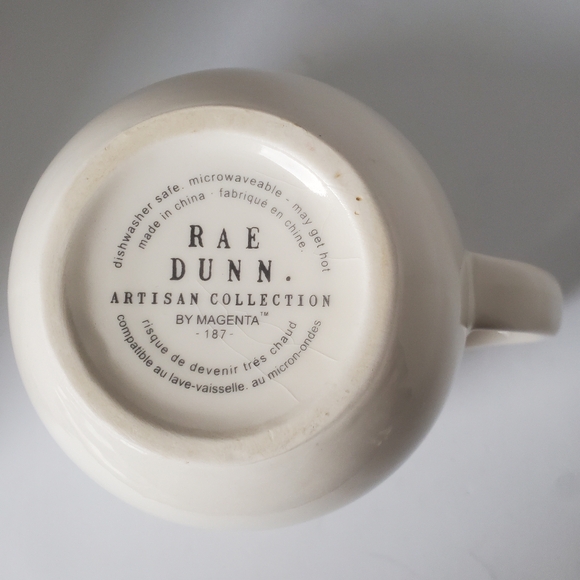 dishwasher safe. microwaveable - may get hot
made in china · fabriqué en chine.
RAE
DUNN.
ARTISAN COLLECTION
BY MAGENTA™
- 187 -
risque de devenir très chaud
compatible au lave-vaisselle. au micron-ondes